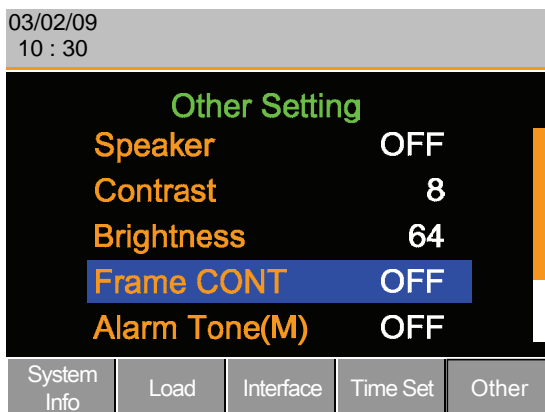 03/02/09
10 : 30
Other Setting
Speaker OFF
Contrast 8
Brightness 64
Frame CONT OFF
Alarm Tone(M) OFF
System Info Load Interface Time Set Other